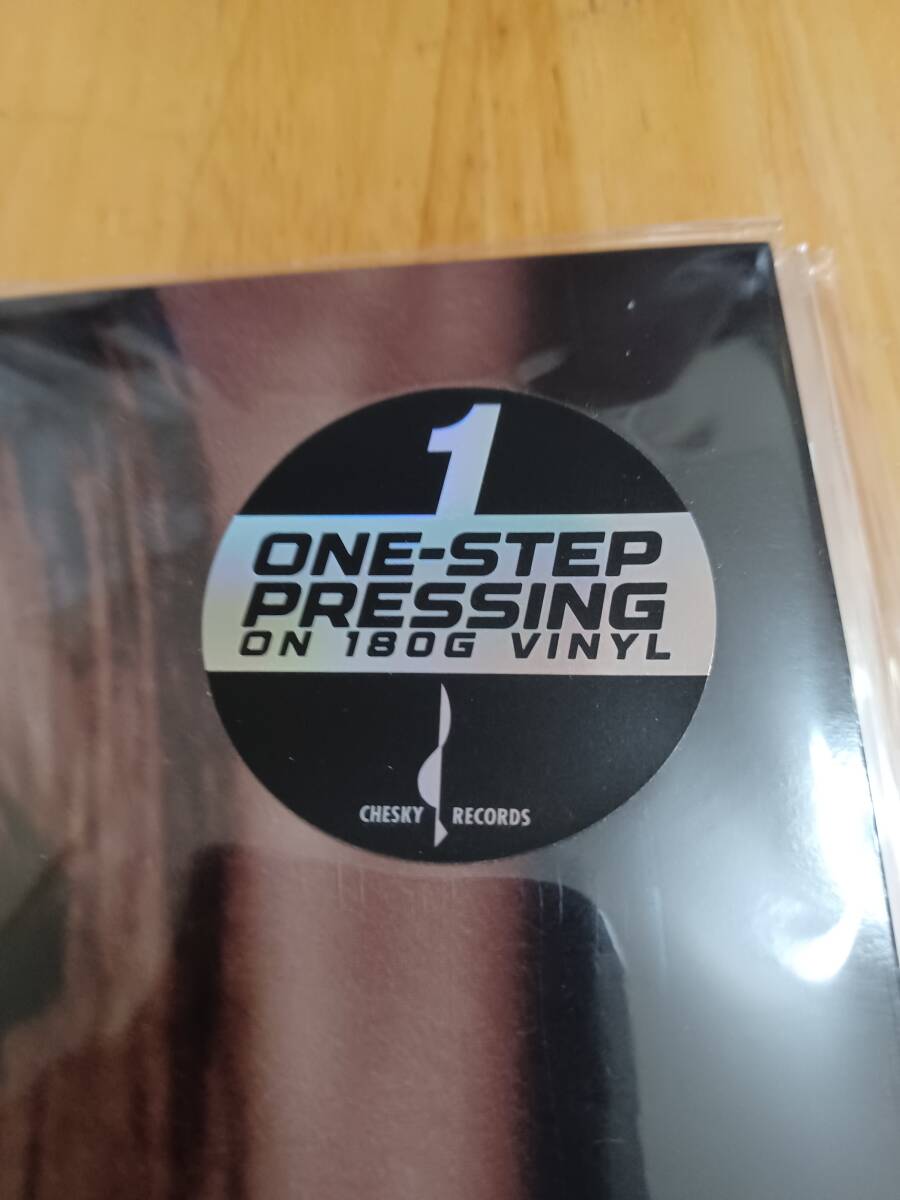 1
ONE-STEP
PRESSING
ON 180G VINYL
CHESKY RECORDS